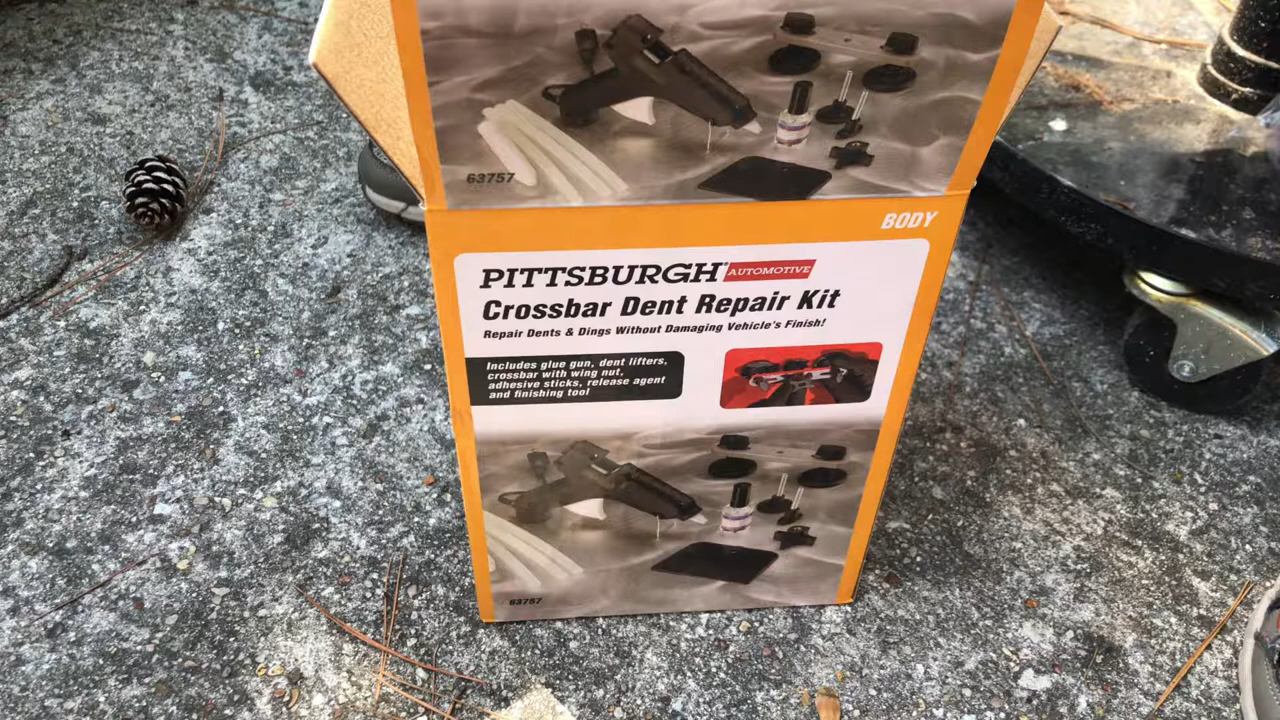 63757
BODY
PITTSBURGH® AUTOMOTIVE
Crossbar Dent Repair Kit
Repair Dents & Dings Without Damaging Vehicle's Finish!
Includes glue gun, dent lifters,
crossbar with wing nut,
adhesive sticks, release agent
and finishing tool
63757